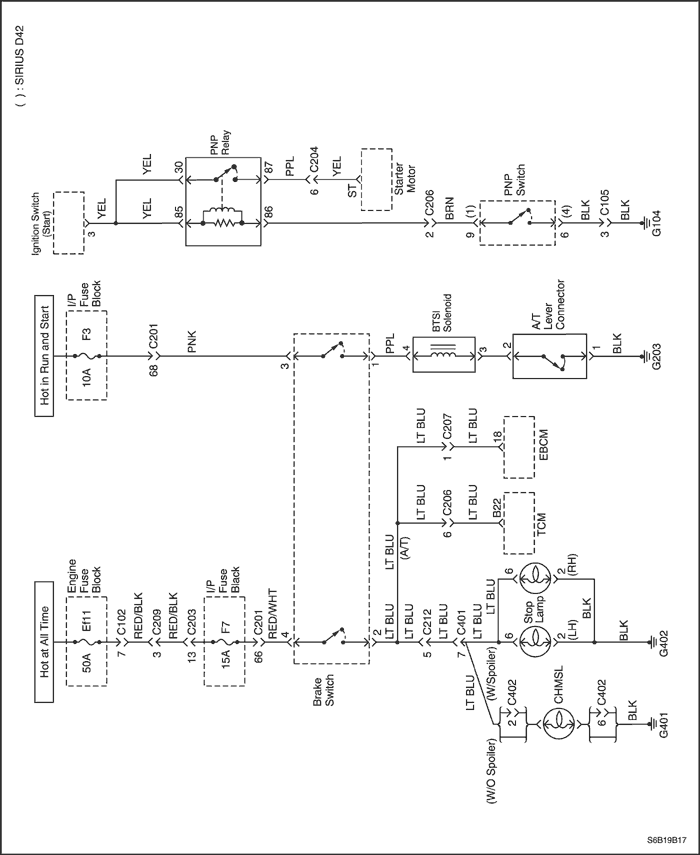 ( ) : SIRIUS D42
Hot at All Time
Engine
Fuse
Block
50A
Ef11
7
C102
RED/BLK
3
C209
RED/BLK
13
C203
I/P
Fuse
Black
15A
F7
66
C201
RED/WHT
4
Brake
Switch
2
LT BLU
LT BLU
LT BLU
(A/T)
5
C212
LT BLU
7
C401
LT BLU
LT BLU
LT BLU
(W/Spoiler)
(W/O Spoiler)
2
C402
CHMSL
6
C402
BLK
G401
6
6
Stop
Lamp
2
(LH)
2
(RH)
BLK
BLK
G402
LT BLU
6
C206
LT BLU
B22
TCM
LT BLU
1
C207
LT BLU
18
EBCM
Hot in Run and Start
I/P
Fuse
Block
10A
F3
68
C201
PNK
3
1
PPL
4
BTSI
Solenoid
3
2
A/T
Lever
Connector
1
BLK
G203
Ignition Switch
(Start)
3
YEL
YEL
YEL
85
30
PNP
Relay
86
87
PPL
6
C204
YEL
ST
Starter
Motor
2
C206
BRN
9
(1)
PNP
Switch
6
(4)
BLK
3
C105
BLK
G104
S6B19B17